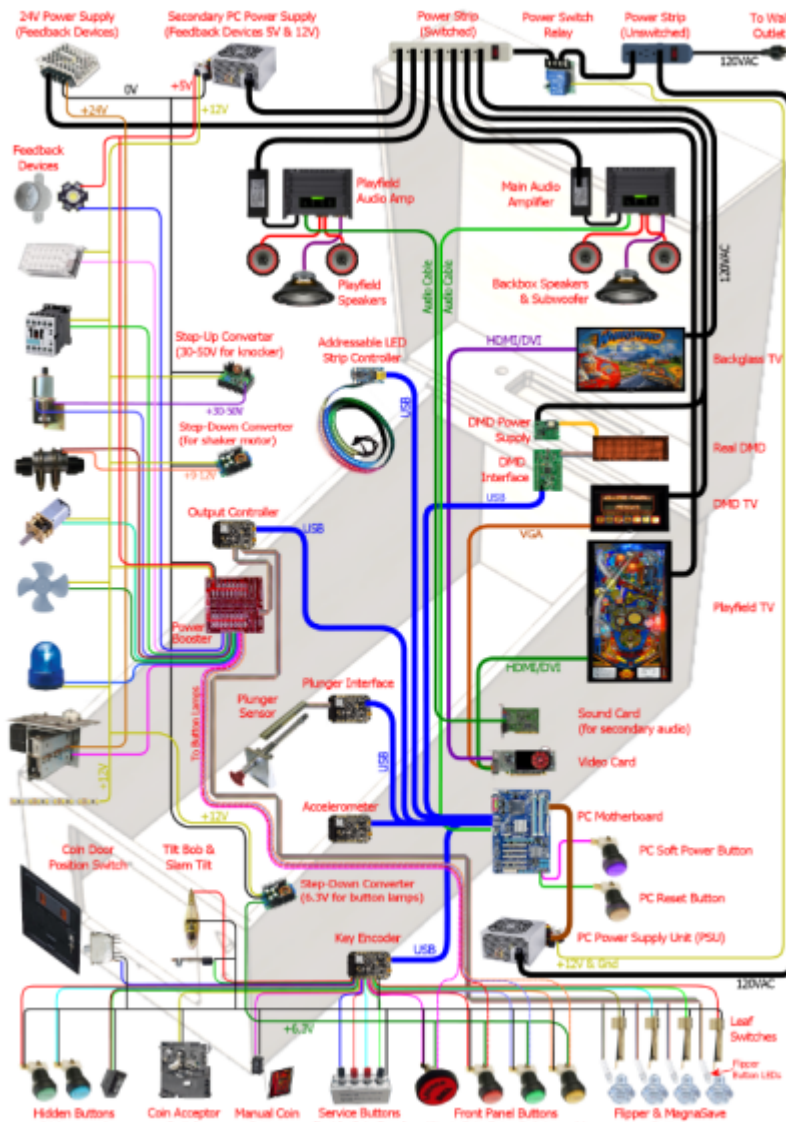 24V Power Supply
(Feedback Devices)
Secondary PC Power Supply
(Feedback Devices 5V & 12V)
Power Strip
(Switched)
Power Switch
Relay
Power Strip
(Unswitched)
To Wall
Outlet
120VAC
0V
+5V
+24V
+12V
Feedback
Devices
Playfield
Audio Amp
Main Audio
Amplifier
120VAC
Playfield
Speakers
Audio Cable
Audio Cable
Backbox Speakers
& Subwoofer
Step-Up Converter
(30-50V for knocker)
Addressable LED
Strip Controller
HDMI/DVI
Backglass TV
+30-50V
USB
Step-Down Converter
(for shaker motor)
DMD Power
Supply
Real DMD
DMD
Interface
+9-12V
USB
DMD TV
Output Controller
USB
VGA
Playfield TV
Power
Booster
HDMI/DVI
Plunger Interface
Plunger
Sensor
To Button Lamps
USB
Sound Card
(for secondary audio)
Video Card
+12V
+12V
Accelerometer
PC Motherboard
Coin Door
Position Switch
Tilt Bob &
Slam Tilt
PC Soft Power Button
Step-Down Converter
(6.3V for button lamps)
PC Reset Button
Key Encoder
USB
PC Power Supply Unit (PSU)
+12V & Gnd
120VAC
+6.3V
Leaf
Switches
Flipper
Button LEDs
Hidden Buttons
Coin Acceptor
Manual Coin
Service Buttons
Front Panel Buttons
Flipper & MagnaSave